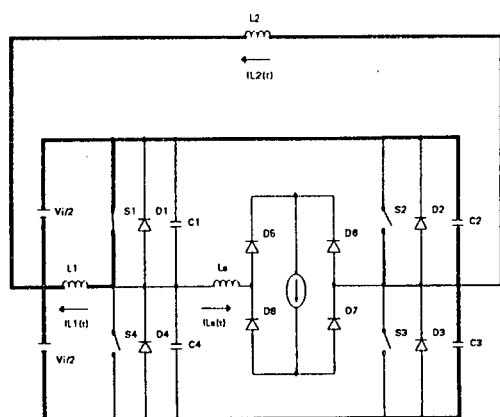 L2
IL2(t)
S1 D1 S2 D2
Vi/2 C1 D5 D6 C2
L1 Ls
IL1(t) S4 D4 ILs(t) D8 D7 S3 D3
Vi/2 C4 C3